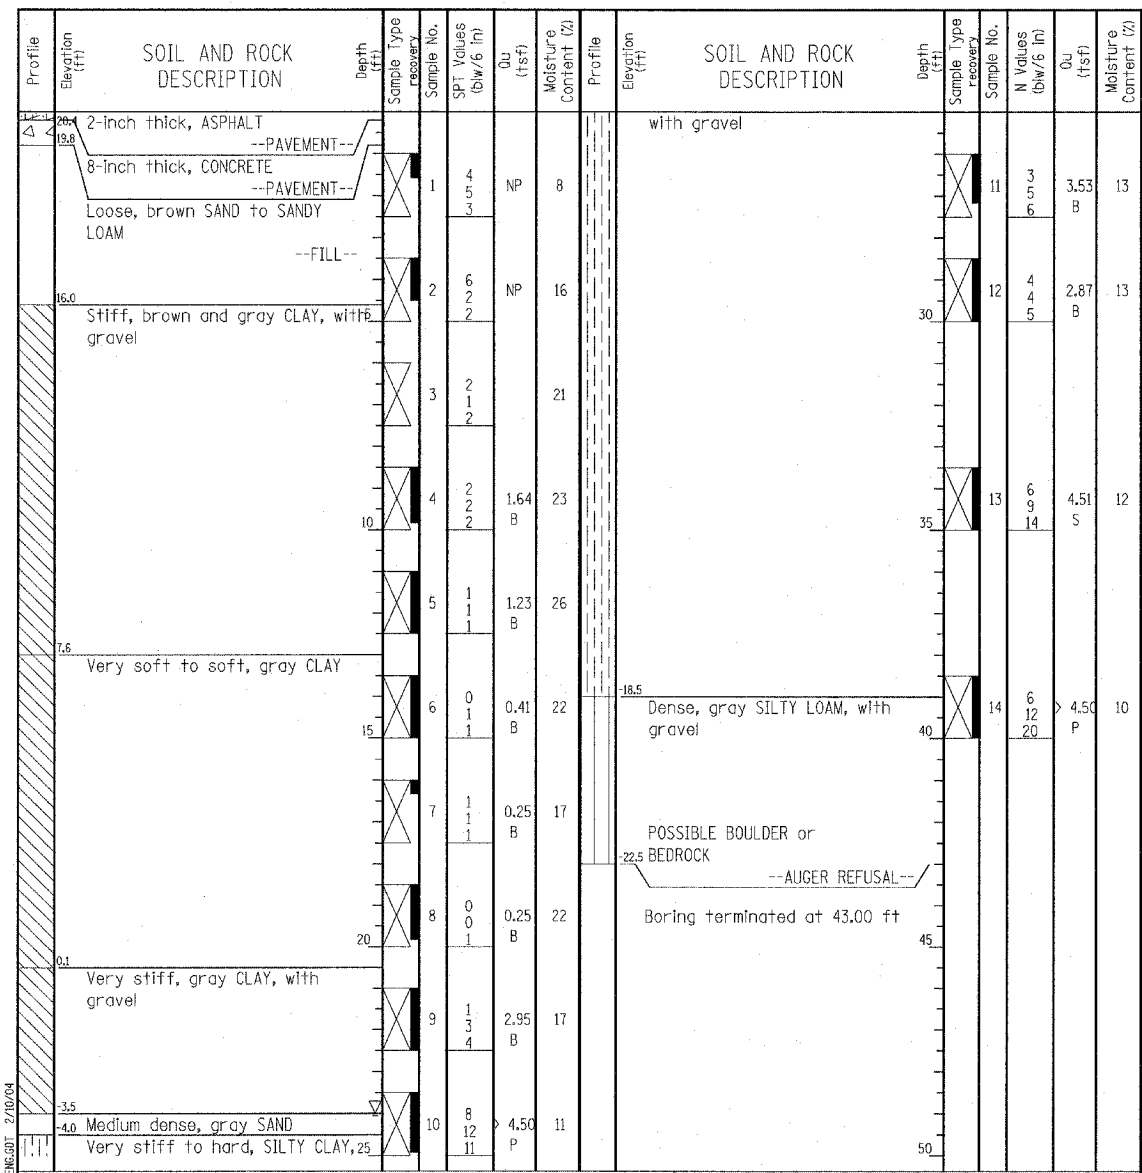 Profile
Elevation (ft)
SOIL AND ROCK
DESCRIPTION
Depth (ft)
Sample Type
recovery
Sample No.
SPT Values
(blw/6 in)
Qu
(tsf)
Moisture
Content (%)
20.4 2-inch thick, ASPHALT
--PAVEMENT--
19.8
8-inch thick, CONCRETE
--PAVEMENT--
Loose, brown SAND to SANDY
LOAM
--FILL--
1 4 5 3 NP 8
2 6 2 2 NP 16
16.0
Stiff, brown and gray CLAY, with 5
gravel
3 2 1 2 21
4 2 2 2 1.64 B 23
10
5 1 1 1 1.23 B 26
7.6
Very soft to soft, gray CLAY
6 0 1 1 0.41 B 22
15
7 1 1 1 0.25 B 17
8 0 0 1 0.25 B 22
20
0.1
Very stiff, gray CLAY, with
gravel
9 1 3 4 2.95 B 17
-3.5
Medium dense, gray SAND
-4.0
10 8 12 11 > 4.50 P 11
Very stiff to hard, SILTY CLAY, 25
Profile
Elevation (ft)
SOIL AND ROCK
DESCRIPTION
Depth (ft)
Sample Type
recovery
Sample No.
N Values
(blw/6 in)
Qu
(tsf)
Moisture
Content (%)
with gravel
11 3 5 6 3.53 B 13
12 4 4 5 2.87 B 13
30
13 6 9 14 4.51 S 12
35
-18.5
Dense, gray SILTY LOAM, with
gravel
14 6 12 20 > 4.50 P 10
40
POSSIBLE BOULDER or
-22.5 BEDROCK
--AUGER REFUSAL--
Boring terminated at 43.00 ft
45
50
ENG.GDT 2/10/04